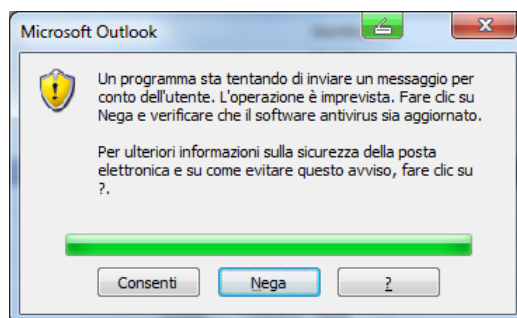 Microsoft Outlook
Un programma sta tentando di inviare un messaggio per
conto dell'utente. L'operazione è imprevista. Fare clic su
Nega e verificare che il software antivirus sia aggiornato.
Per ulteriori informazioni sulla sicurezza della posta
elettronica e su come evitare questo avviso, fare clic su
?.
Consenti Nega ?